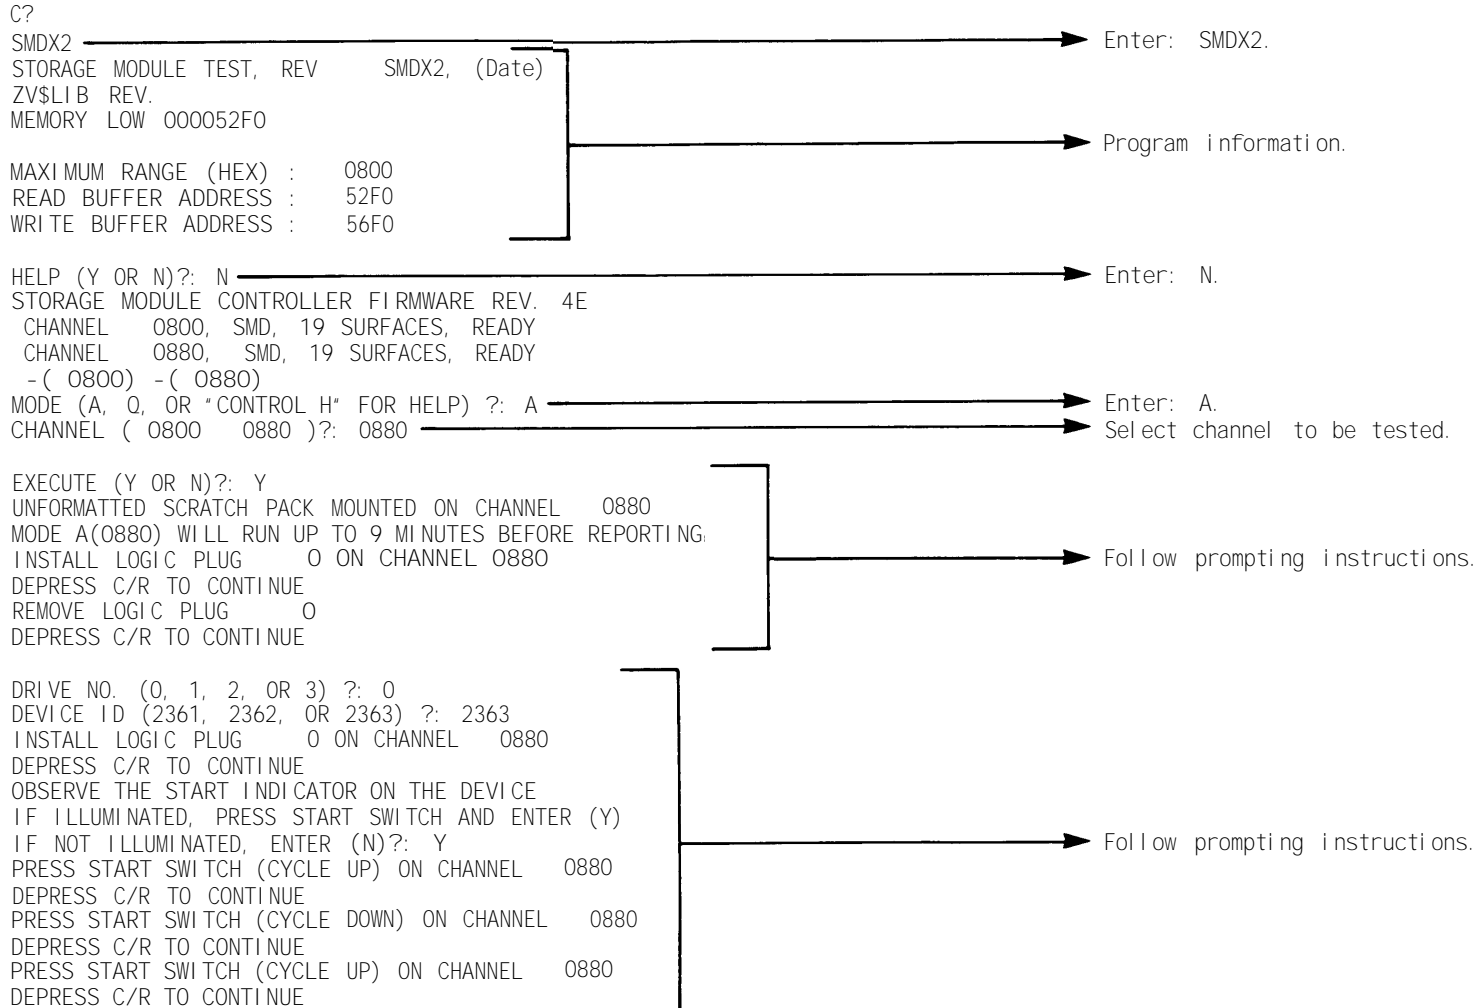 C?
SMDX2 Enter: SMDX2.
STORAGE MODULE TEST, REV SMDX2, (Date)
ZV$LIB REV.
MEMORY LOW 000052F0
Program information.
MAXIMUM RANGE (HEX) : 0800
READ BUFFER ADDRESS : 52F0
WRITE BUFFER ADDRESS : 56F0
HELP (Y OR N)?: N Enter: N.
STORAGE MODULE CONTROLLER FIRMWARE REV. 4E
CHANNEL 0800, SMD, 19 SURFACES, READY
CHANNEL 0880, SMD, 19 SURFACES, READY
-( 0800) -( 0880)
MODE (A, Q, OR "CONTROL H" FOR HELP) ?: A Enter: A.
CHANNEL ( 0800 0880 )?: 0880 Select channel to be tested.
EXECUTE (Y OR N)?: Y
UNFORMATTED SCRATCH PACK MOUNTED ON CHANNEL 0880
MODE A(0880) WILL RUN UP TO 9 MINUTES BEFORE REPORTING.
INSTALL LOGIC PLUG 0 ON CHANNEL 0880 Follow prompting instructions.
DEPRESS C/R TO CONTINUE
REMOVE LOGIC PLUG 0
DEPRESS C/R TO CONTINUE
DRIVE NO. (0, 1, 2, OR 3) ?: 0
DEVICE ID (2361, 2362, OR 2363) ?: 2363
INSTALL LOGIC PLUG 0 ON CHANNEL 0880
DEPRESS C/R TO CONTINUE
OBSERVE THE START INDICATOR ON THE DEVICE
IF ILLUMINATED, PRESS START SWITCH AND ENTER (Y)
IF NOT ILLUMINATED, ENTER (N)?: Y Follow prompting instructions.
PRESS START SWITCH (CYCLE UP) ON CHANNEL 0880
DEPRESS C/R TO CONTINUE
PRESS START SWITCH (CYCLE DOWN) ON CHANNEL 0880
DEPRESS C/R TO CONTINUE
PRESS START SWITCH (CYCLE UP) ON CHANNEL 0880
DEPRESS C/R TO CONTINUE